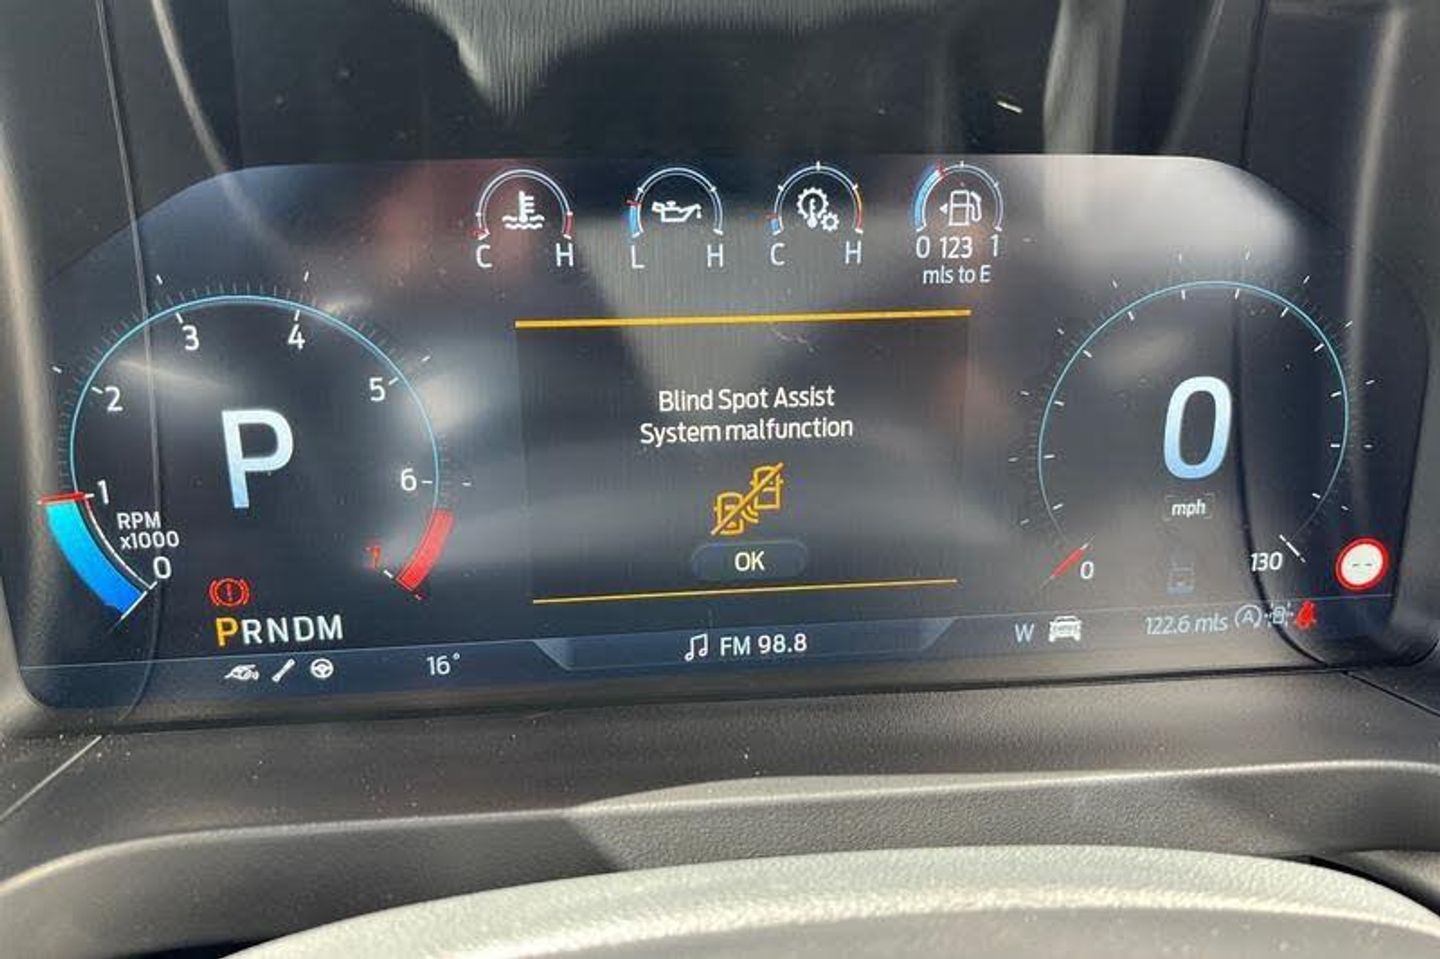 C H
L H
C H
0 123 1
mls to E
3 4
2 5
1 6
7
RPM
x1000
0
P
PRNDM
16°
Blind Spot Assist
System malfunction
OK
FM 98.8
0
mph
0 130
W
122.6 mls A
--